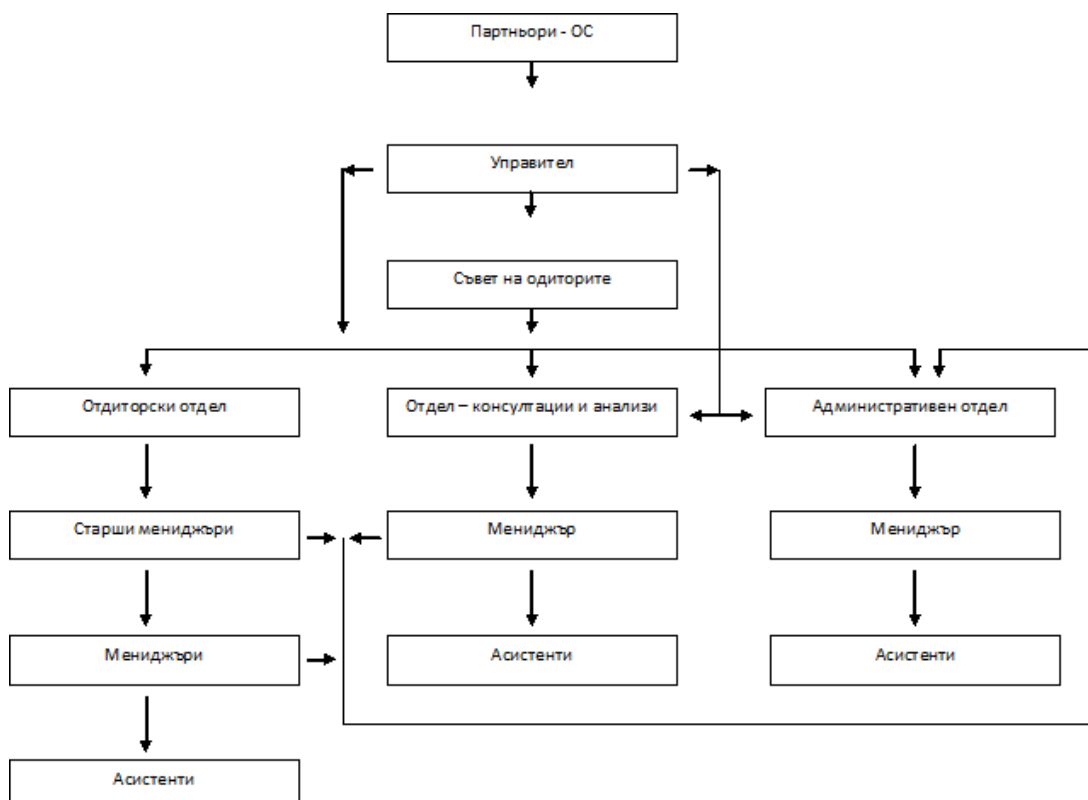 Партньори - ОС
Управител
Съвет на одиторите
Отдиторски отдел
Отдел – консултации и анализи
Административен отдел
Старши мениджъри
Мениджър
Мениджър
Мениджъри
Асистенти
Асистенти
Асистенти